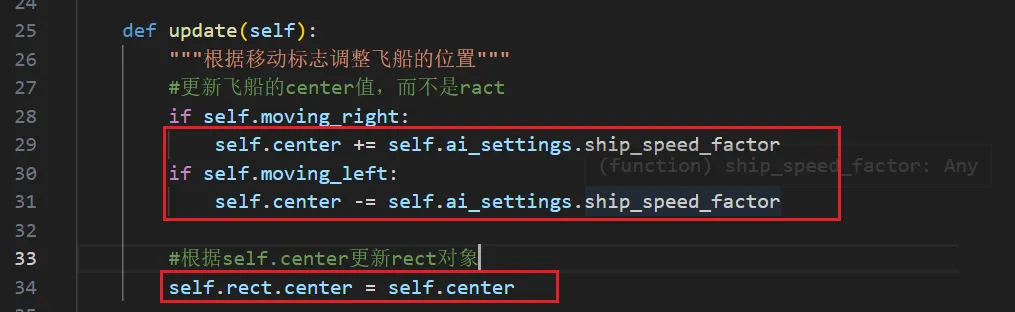 24
25 def update(self):
26 """根据移动标志调整飞船的位置"""
27 #更新飞船的center值，而不是ract
28 if self.moving_right:
29 self.center += self.ai_settings.ship_speed_factor
30 if self.moving_left:
(function) ship_speed_factor: Any
31 self.center -= self.ai_settings.ship_speed_factor
32
33 #根据self.center更新rect对象
34 self.rect.center = self.center
35